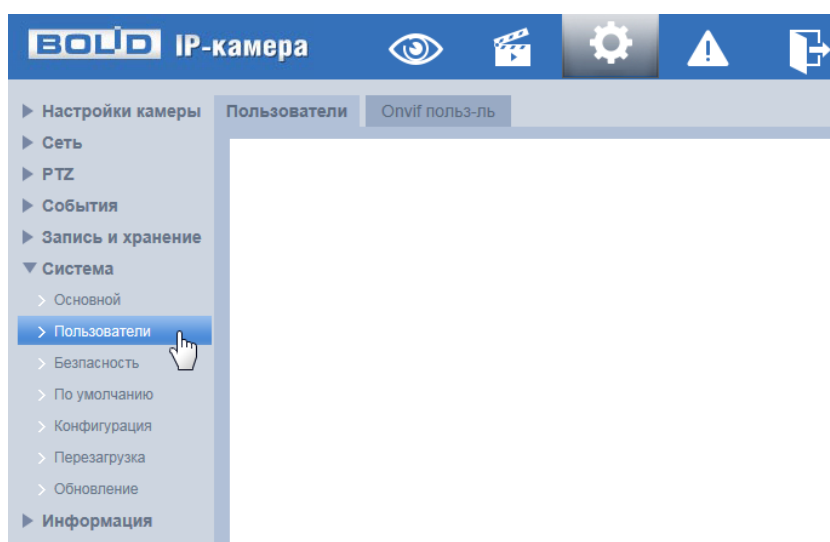 BOLID IP-камера
Настройки камеры
Пользователи
Onvif польз-ль
Сеть
PTZ
События
Запись и хранение
Система
Основной
Пользователи
Безпасность
По умолчанию
Конфигурация
Перезагрузка
Обновление
Информация